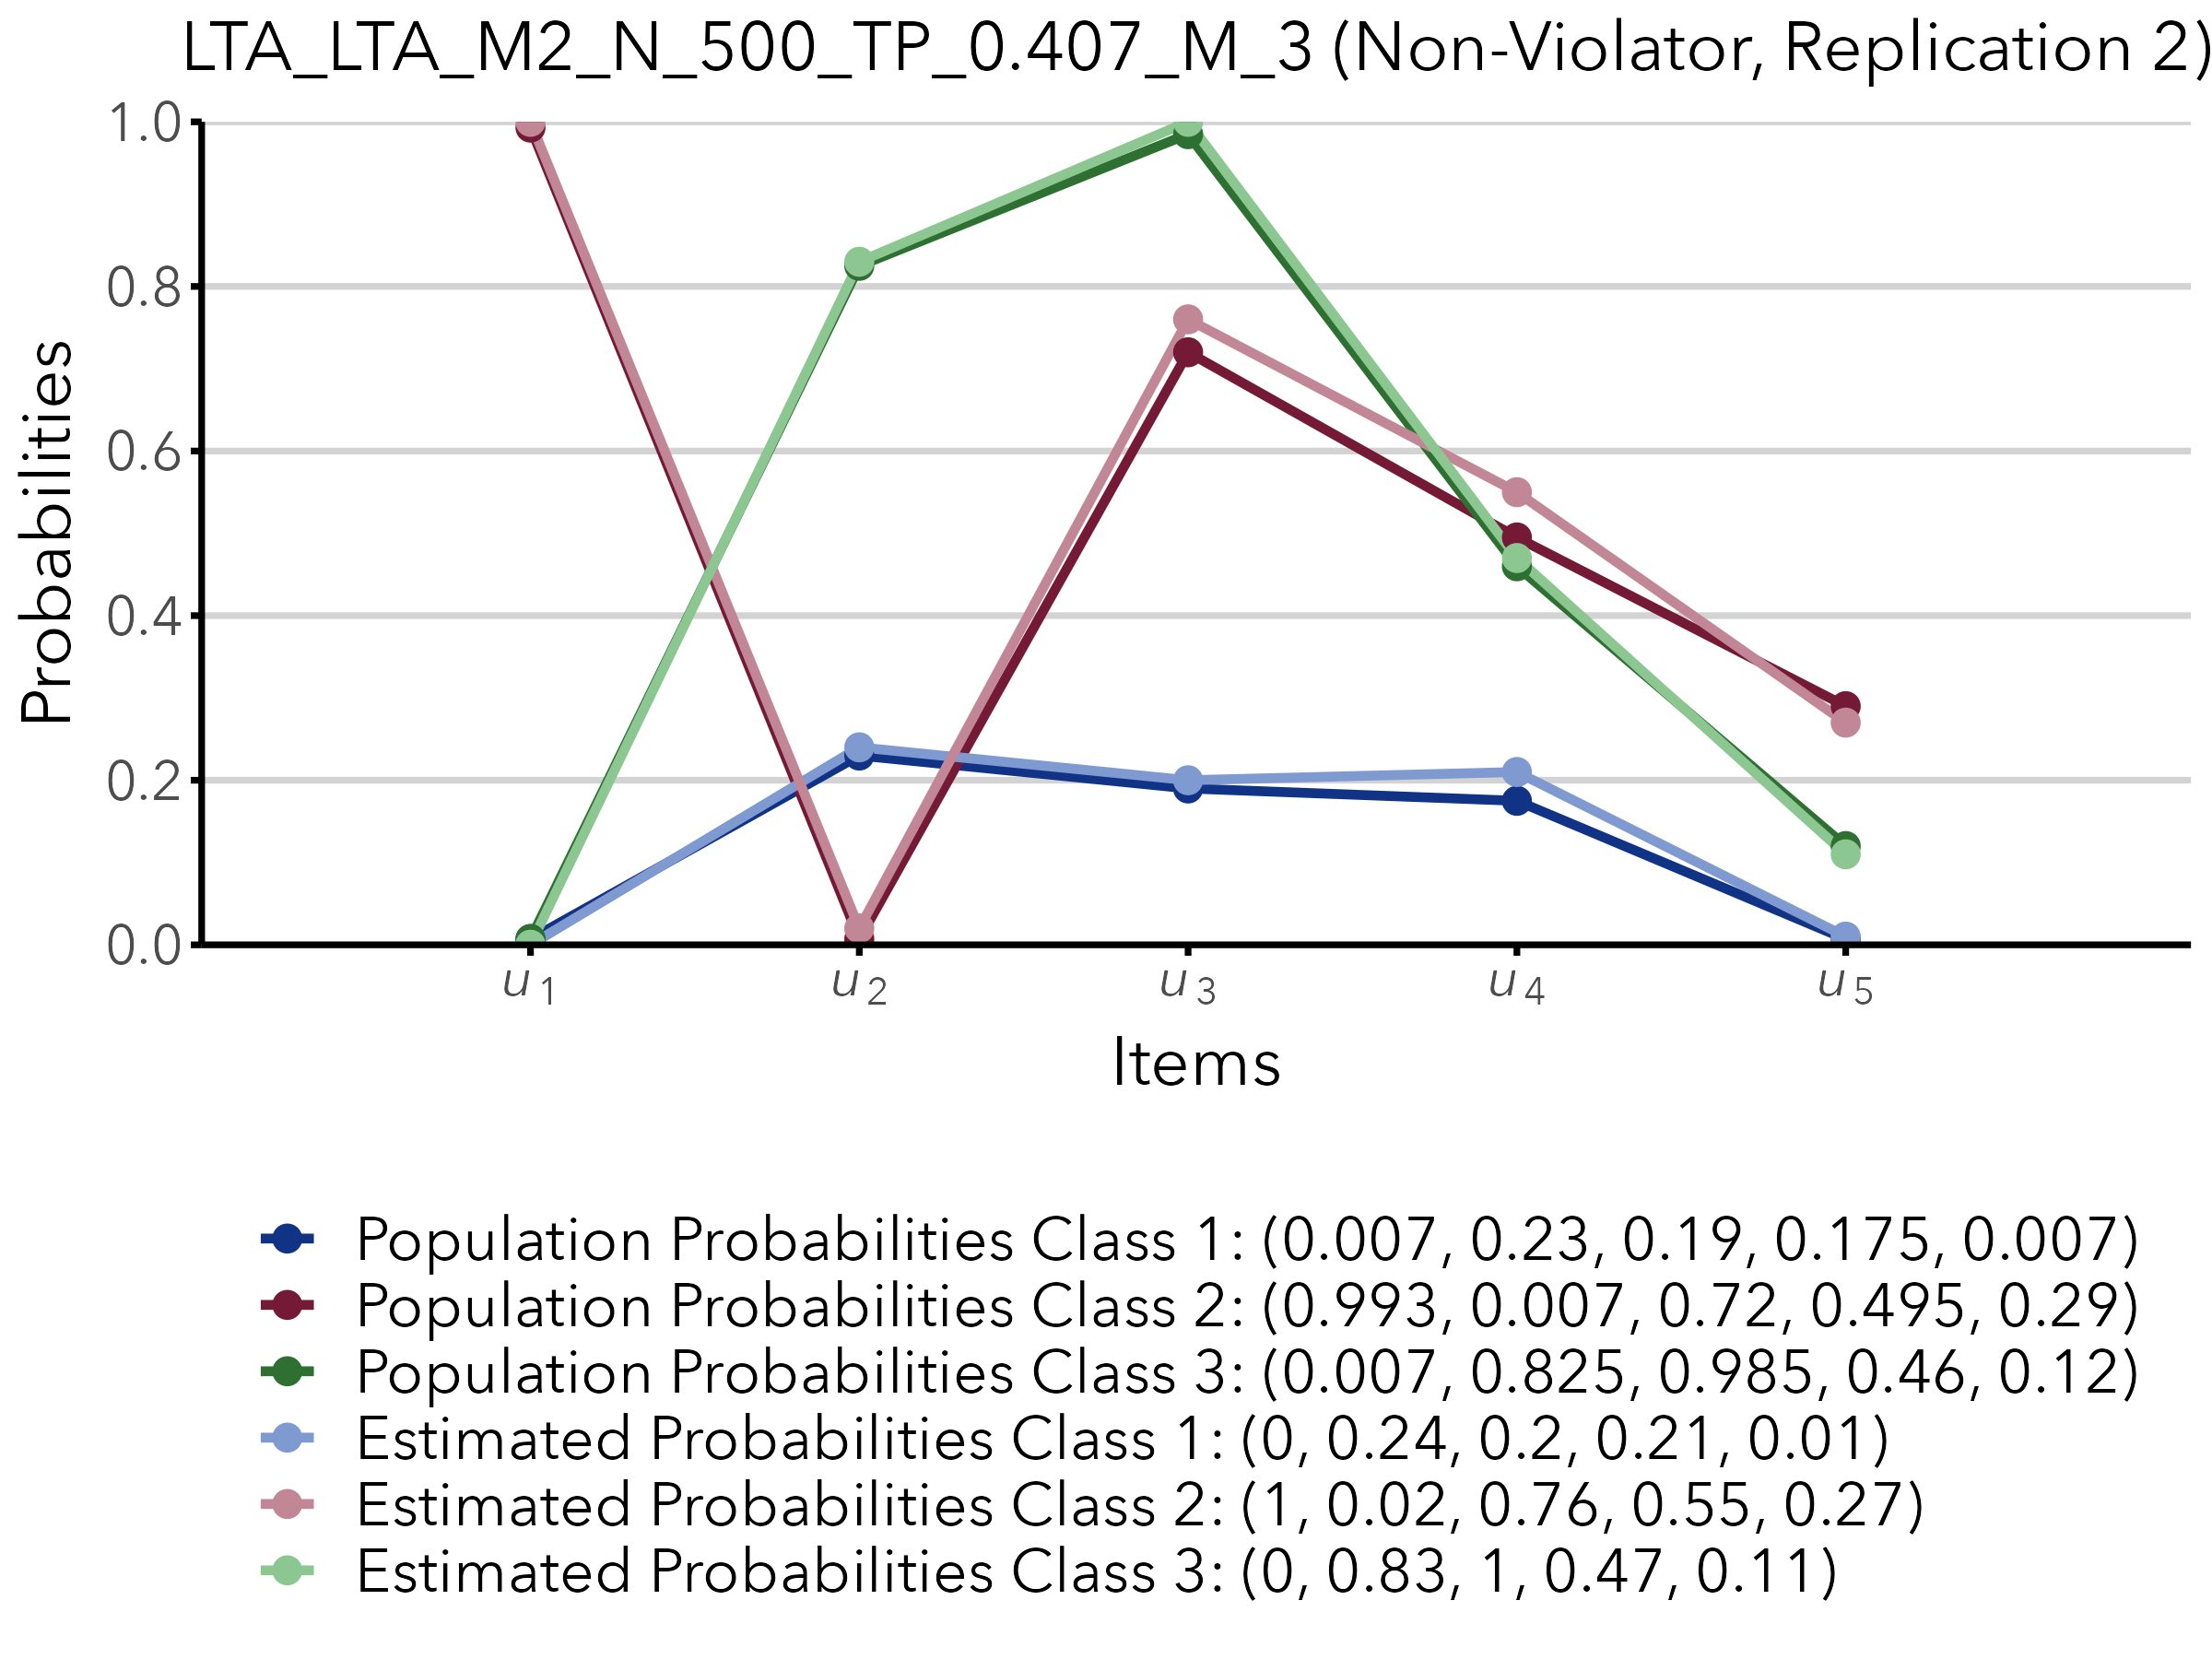 LTA_LTA_M2_N_500_TP_0.407_M_3 (Non-Violator, Replication 2)
1.0
0.8
0.6
0.4
0.2
0.0
Probabilities
u1
u2
u3
u4
u5
Items
Population Probabilities Class 1: (0.007, 0.23, 0.19, 0.175, 0.007)
Population Probabilities Class 2: (0.993, 0.007, 0.72, 0.495, 0.29)
Population Probabilities Class 3: (0.007, 0.825, 0.985, 0.46, 0.12)
Estimated Probabilities Class 1: (0, 0.24, 0.2, 0.21, 0.01)
Estimated Probabilities Class 2: (1, 0.02, 0.76, 0.55, 0.27)
Estimated Probabilities Class 3: (0, 0.83, 1, 0.47, 0.11)